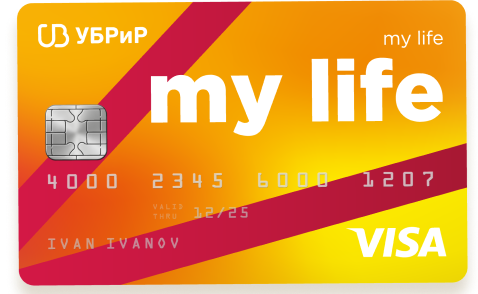 УБРиР
my life
my life
4000 2345 6000 1207
VALID
THRU 12/25
IVAN IVANOV
VISA